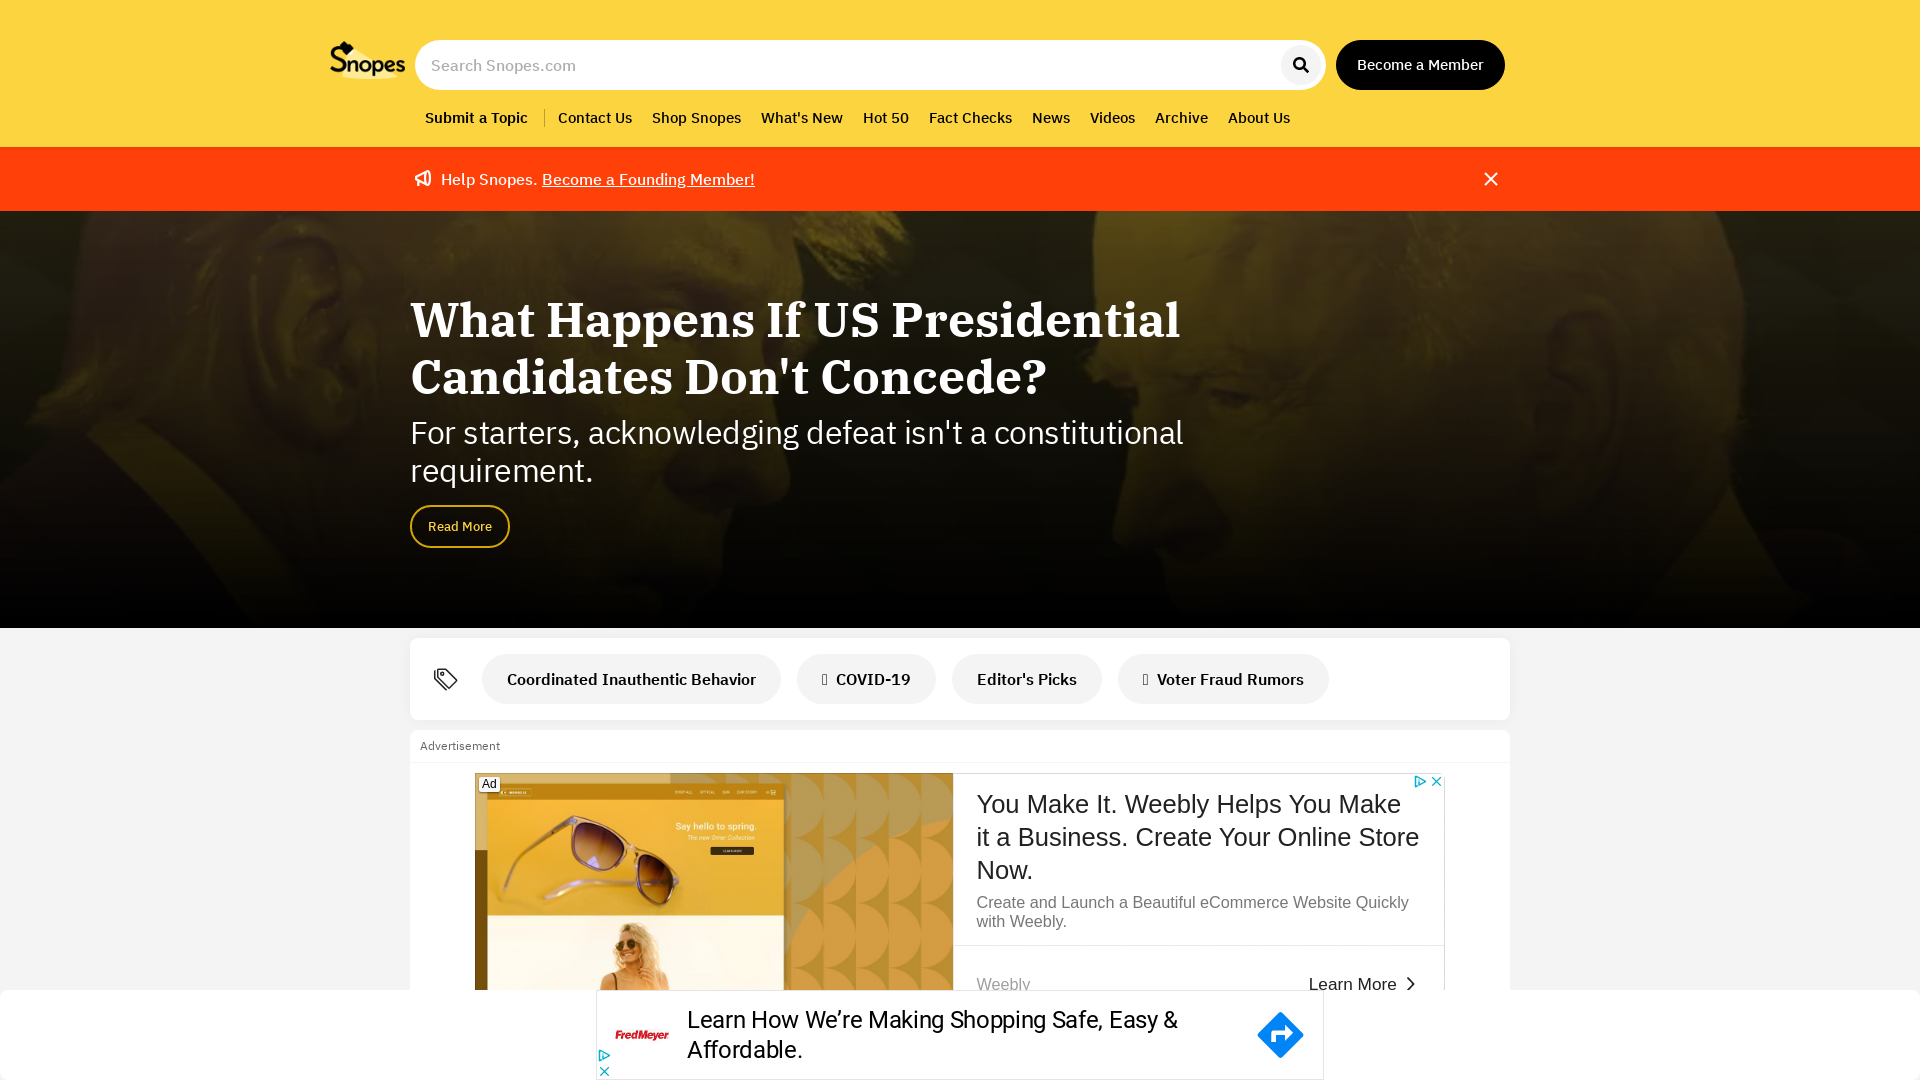 Snopes
Search Snopes.com
Become a Member
Submit a Topic
Contact Us
Shop Snopes
What's New
Hot 50
Fact Checks
News
Videos
Archive
About Us
Help Snopes. Become a Founding Member!
What Happens If US Presidential
Candidates Don't Concede?
For starters, acknowledging defeat isn't a constitutional
requirement.
Read More
Coordinated Inauthentic Behavior
COVID-19
Editor's Picks
Voter Fraud Rumors
Advertisement
Ad
Say hello to spring.
You Make It. Weebly Helps You Make
it a Business. Create Your Online Store
Now.
Create and Launch a Beautiful eCommerce Website Quickly
with Weebly.
Weebly
Learn More
Fred Meyer
Learn How We’re Making Shopping Safe, Easy &
Affordable.